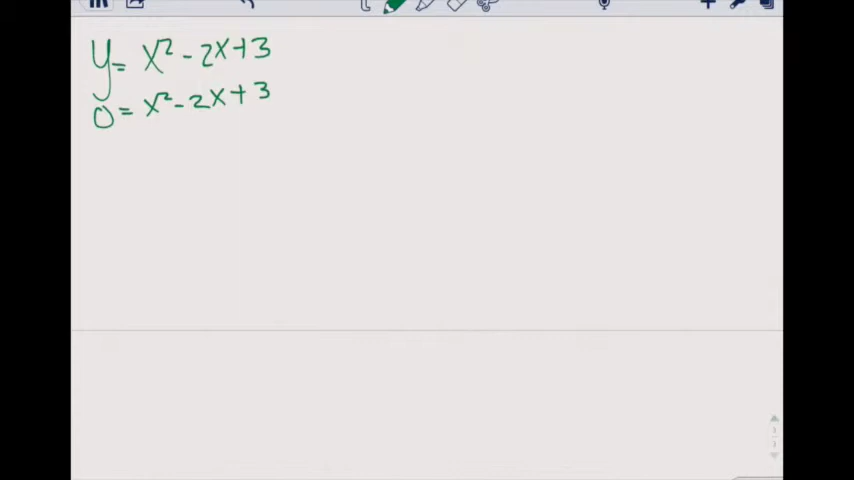 y = x² - 2x + 3
0 = x² - 2x + 3